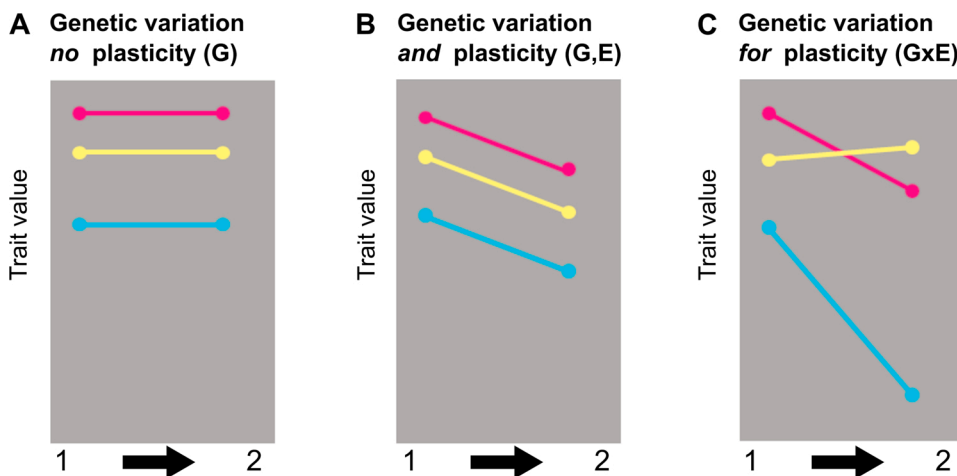 A Genetic variation
no plasticity (G)
Trait value
1 2
B Genetic variation
and plasticity (G,E)
Trait value
1 2
C Genetic variation
for plasticity (GxE)
Trait value
1 2